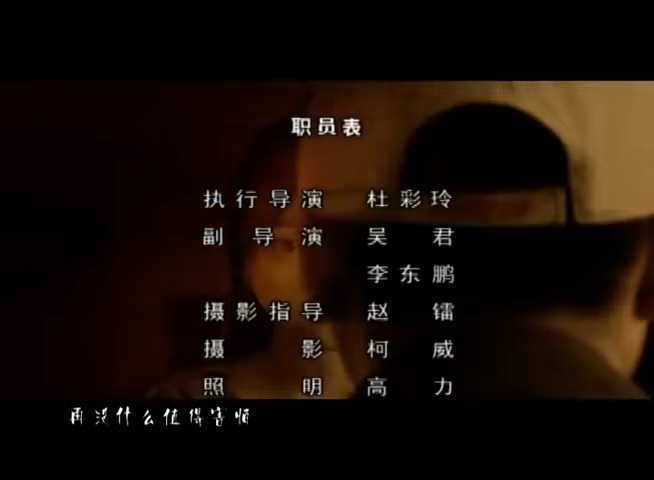 职员表
执行导演 杜彩玲
副导演 吴君
李东鹏
摄影指导 赵镭
摄影 柯威
照明 高力
再没什么值得害怕